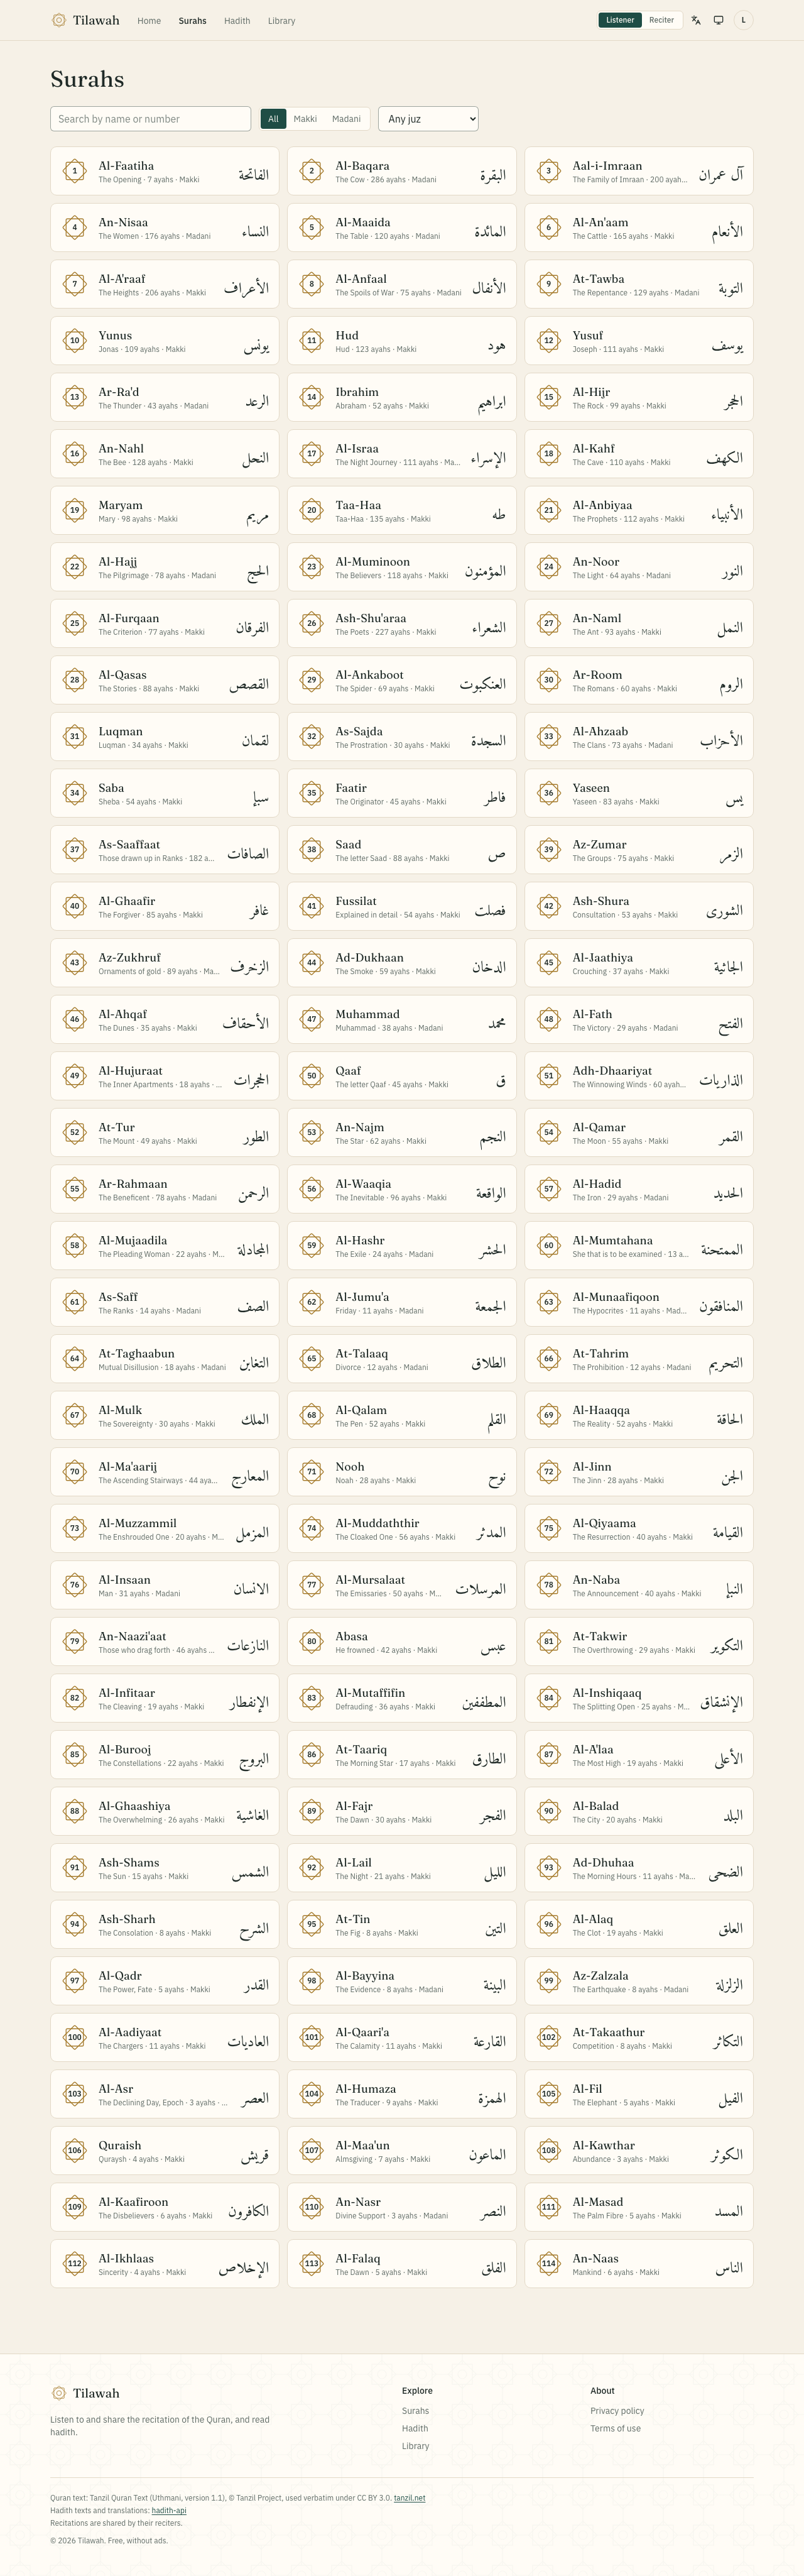 Tilawah Home Surahs Hadith Library Listener Reciter L
Surahs
Search by name or number All Makki Madani Any juz
1 Al-Faatiha الفاتحة
The Opening · 7 ayahs · Makki
2 Al-Baqara البقرة
The Cow · 286 ayahs · Madani
3 Aal-i-Imraan آل عمران
The Family of Imraan · 200 ayah...
4 An-Nisaa النساء
The Women · 176 ayahs · Madani
5 Al-Maaida المائدة
The Table · 120 ayahs · Madani
6 Al-An'aam الأنعام
The Cattle · 165 ayahs · Makki
7 Al-A'raaf الأعراف
The Heights · 206 ayahs · Makki
8 Al-Anfaal الأنفال
The Spoils of War · 75 ayahs · Madani
9 At-Tawba التوبة
The Repentance · 129 ayahs · Madani
10 Yunus يونس
Jonas · 109 ayahs · Makki
11 Hud هود
Hud · 123 ayahs · Makki
12 Yusuf يوسف
Joseph · 111 ayahs · Makki
13 Ar-Ra'd الرعد
The Thunder · 43 ayahs · Madani
14 Ibrahim ابراهيم
Abraham · 52 ayahs · Makki
15 Al-Hijr الحجر
The Rock · 99 ayahs · Makki
16 An-Nahl النحل
The Bee · 128 ayahs · Makki
17 Al-Israa الإسراء
The Night Journey · 111 ayahs · Ma...
18 Al-Kahf الكهف
The Cave · 110 ayahs · Makki
19 Maryam مريم
Mary · 98 ayahs · Makki
20 Taa-Haa طه
Taa-Haa · 135 ayahs · Makki
21 Al-Anbiyaa الأنبياء
The Prophets · 112 ayahs · Makki
22 Al-Hajj الحج
The Pilgrimage · 78 ayahs · Madani
23 Al-Muminoon المؤمنون
The Believers · 118 ayahs · Makki
24 An-Noor النور
The Light · 64 ayahs · Madani
25 Al-Furqaan الفرقان
The Criterion · 77 ayahs · Makki
26 Ash-Shu'araa الشعراء
The Poets · 227 ayahs · Makki
27 An-Naml النمل
The Ant · 93 ayahs · Makki
28 Al-Qasas القصص
The Stories · 88 ayahs · Makki
29 Al-Ankaboot العنكبوت
The Spider · 69 ayahs · Makki
30 Ar-Room الروم
The Romans · 60 ayahs · Makki
31 Luqman لقمان
Luqman · 34 ayahs · Makki
32 As-Sajda السجدة
The Prostration · 30 ayahs · Makki
33 Al-Ahzaab الأحزاب
The Clans · 73 ayahs · Madani
34 Saba سبإ
Sheba · 54 ayahs · Makki
35 Faatir فاطر
The Originator · 45 ayahs · Makki
36 Yaseen يس
Yaseen · 83 ayahs · Makki
37 As-Saaffaat الصافات
Those drawn up in Ranks · 182 a...
38 Saad ص
The letter Saad · 88 ayahs · Makki
39 Az-Zumar الزمر
The Groups · 75 ayahs · Makki
40 Al-Ghaafir غافر
The Forgiver · 85 ayahs · Makki
41 Fussilat فصلت
Explained in detail · 54 ayahs · Makki
42 Ash-Shura الشورى
Consultation · 53 ayahs · Makki
43 Az-Zukhruf الزخرف
Ornaments of gold · 89 ayahs · Ma...
44 Ad-Dukhaan الدخان
The Smoke · 59 ayahs · Makki
45 Al-Jaathiya الجاثية
Crouching · 37 ayahs · Makki
46 Al-Ahqaf الأحقاف
The Dunes · 35 ayahs · Makki
47 Muhammad محمد
Muhammad · 38 ayahs · Madani
48 Al-Fath الفتح
The Victory · 29 ayahs · Madani
49 Al-Hujuraat الحجرات
The Inner Apartments · 18 ayahs · ...
50 Qaaf ق
The letter Qaaf · 45 ayahs · Makki
51 Adh-Dhaariyat الذاريات
The Winnowing Winds · 60 ayah...
52 At-Tur الطور
The Mount · 49 ayahs · Makki
53 An-Najm النجم
The Star · 62 ayahs · Makki
54 Al-Qamar القمر
The Moon · 55 ayahs · Makki
55 Ar-Rahmaan الرحمن
The Beneficent · 78 ayahs · Madani
56 Al-Waaqia الواقعة
The Inevitable · 96 ayahs · Makki
57 Al-Hadid الحديد
The Iron · 29 ayahs · Madani
58 Al-Mujaadila المجادلة
The Pleading Woman · 22 ayahs · M...
59 Al-Hashr الحشر
The Exile · 24 ayahs · Madani
60 Al-Mumtahana الممتحنة
She that is to be examined · 13 a...
61 As-Saff الصف
The Ranks · 14 ayahs · Madani
62 Al-Jumu'a الجمعة
Friday · 11 ayahs · Madani
63 Al-Munaafiqoon المنافقون
The Hypocrites · 11 ayahs · Mad...
64 At-Taghaabun التغابن
Mutual Disillusion · 18 ayahs · Madani
65 At-Talaaq الطلاق
Divorce · 12 ayahs · Madani
66 At-Tahrim التحريم
The Prohibition · 12 ayahs · Madani
67 Al-Mulk الملك
The Sovereignty · 30 ayahs · Makki
68 Al-Qalam القلم
The Pen · 52 ayahs · Makki
69 Al-Haaqqa الحاقة
The Reality · 52 ayahs · Makki
70 Al-Ma'aarij المعارج
The Ascending Stairways · 44 aya...
71 Nooh نوح
Noah · 28 ayahs · Makki
72 Al-Jinn الجن
The Jinn · 28 ayahs · Makki
73 Al-Muzzammil المزمل
The Enshrouded One · 20 ayahs · M...
74 Al-Muddaththir المدثر
The Cloaked One · 56 ayahs · Makki
75 Al-Qiyaama القيامة
The Resurrection · 40 ayahs · Makki
76 Al-Insaan الانسان
Man · 31 ayahs · Madani
77 Al-Mursalaat المرسلات
The Emissaries · 50 ayahs · M...
78 An-Naba النبإ
The Announcement · 40 ayahs · Makki
79 An-Naazi'aat النازعات
Those who drag forth · 46 ayahs ...
80 Abasa عبس
He frowned · 42 ayahs · Makki
81 At-Takwir التكوير
The Overthrowing · 29 ayahs · Makki
82 Al-Infitaar الإنفطار
The Cleaving · 19 ayahs · Makki
83 Al-Mutaffifin المطففين
Defrauding · 36 ayahs · Makki
84 Al-Inshiqaaq الإنشقاق
The Splitting Open · 25 ayahs · M...
85 Al-Burooj البروج
The Constellations · 22 ayahs · Makki
86 At-Taariq الطارق
The Morning Star · 17 ayahs · Makki
87 Al-A'laa الأعلى
The Most High · 19 ayahs · Makki
88 Al-Ghaashiya الغاشية
The Overwhelming · 26 ayahs · Makki
89 Al-Fajr الفجر
The Dawn · 30 ayahs · Makki
90 Al-Balad البلد
The City · 20 ayahs · Makki
91 Ash-Shams الشمس
The Sun · 15 ayahs · Makki
92 Al-Lail الليل
The Night · 21 ayahs · Makki
93 Ad-Dhuhaa الضحى
The Morning Hours · 11 ayahs · Ma...
94 Ash-Sharh الشرح
The Consolation · 8 ayahs · Makki
95 At-Tin التين
The Fig · 8 ayahs · Makki
96 Al-Alaq العلق
The Clot · 19 ayahs · Makki
97 Al-Qadr القدر
The Power, Fate · 5 ayahs · Makki
98 Al-Bayyina البينة
The Evidence · 8 ayahs · Madani
99 Az-Zalzala الزلزلة
The Earthquake · 8 ayahs · Madani
100 Al-Aadiyaat العاديات
The Chargers · 11 ayahs · Makki
101 Al-Qaari'a القارعة
The Calamity · 11 ayahs · Makki
102 At-Takaathur التكاثر
Competition · 8 ayahs · Makki
103 Al-Asr العصر
The Declining Day, Epoch · 3 ayahs · ...
104 Al-Humaza الهمزة
The Traducer · 9 ayahs · Makki
105 Al-Fil الفيل
The Elephant · 5 ayahs · Makki
106 Quraish قريش
Quraysh · 4 ayahs · Makki
107 Al-Maa'un الماعون
Almsgiving · 7 ayahs · Makki
108 Al-Kawthar الكوثر
Abundance · 3 ayahs · Makki
109 Al-Kaafiroon الكافرون
The Disbelievers · 6 ayahs · Makki
110 An-Nasr النصر
Divine Support · 3 ayahs · Madani
111 Al-Masad المسد
The Palm Fibre · 5 ayahs · Makki
112 Al-Ikhlaas الإخلاص
Sincerity · 4 ayahs · Makki
113 Al-Falaq الفلق
The Dawn · 5 ayahs · Makki
114 An-Naas الناس
Mankind · 6 ayahs · Makki
Tilawah
Listen to and share the recitation of the Quran, and read
hadith.
Explore
Surahs
Hadith
Library
About
Privacy policy
Terms of use
Quran text: Tanzil Quran Text (Uthmani, version 1.1), © Tanzil Project, used verbatim under CC BY 3.0. tanzil.net
Hadith texts and translations: hadith-api
Recitations are shared by their reciters.
© 2026 Tilawah. Free, without ads.